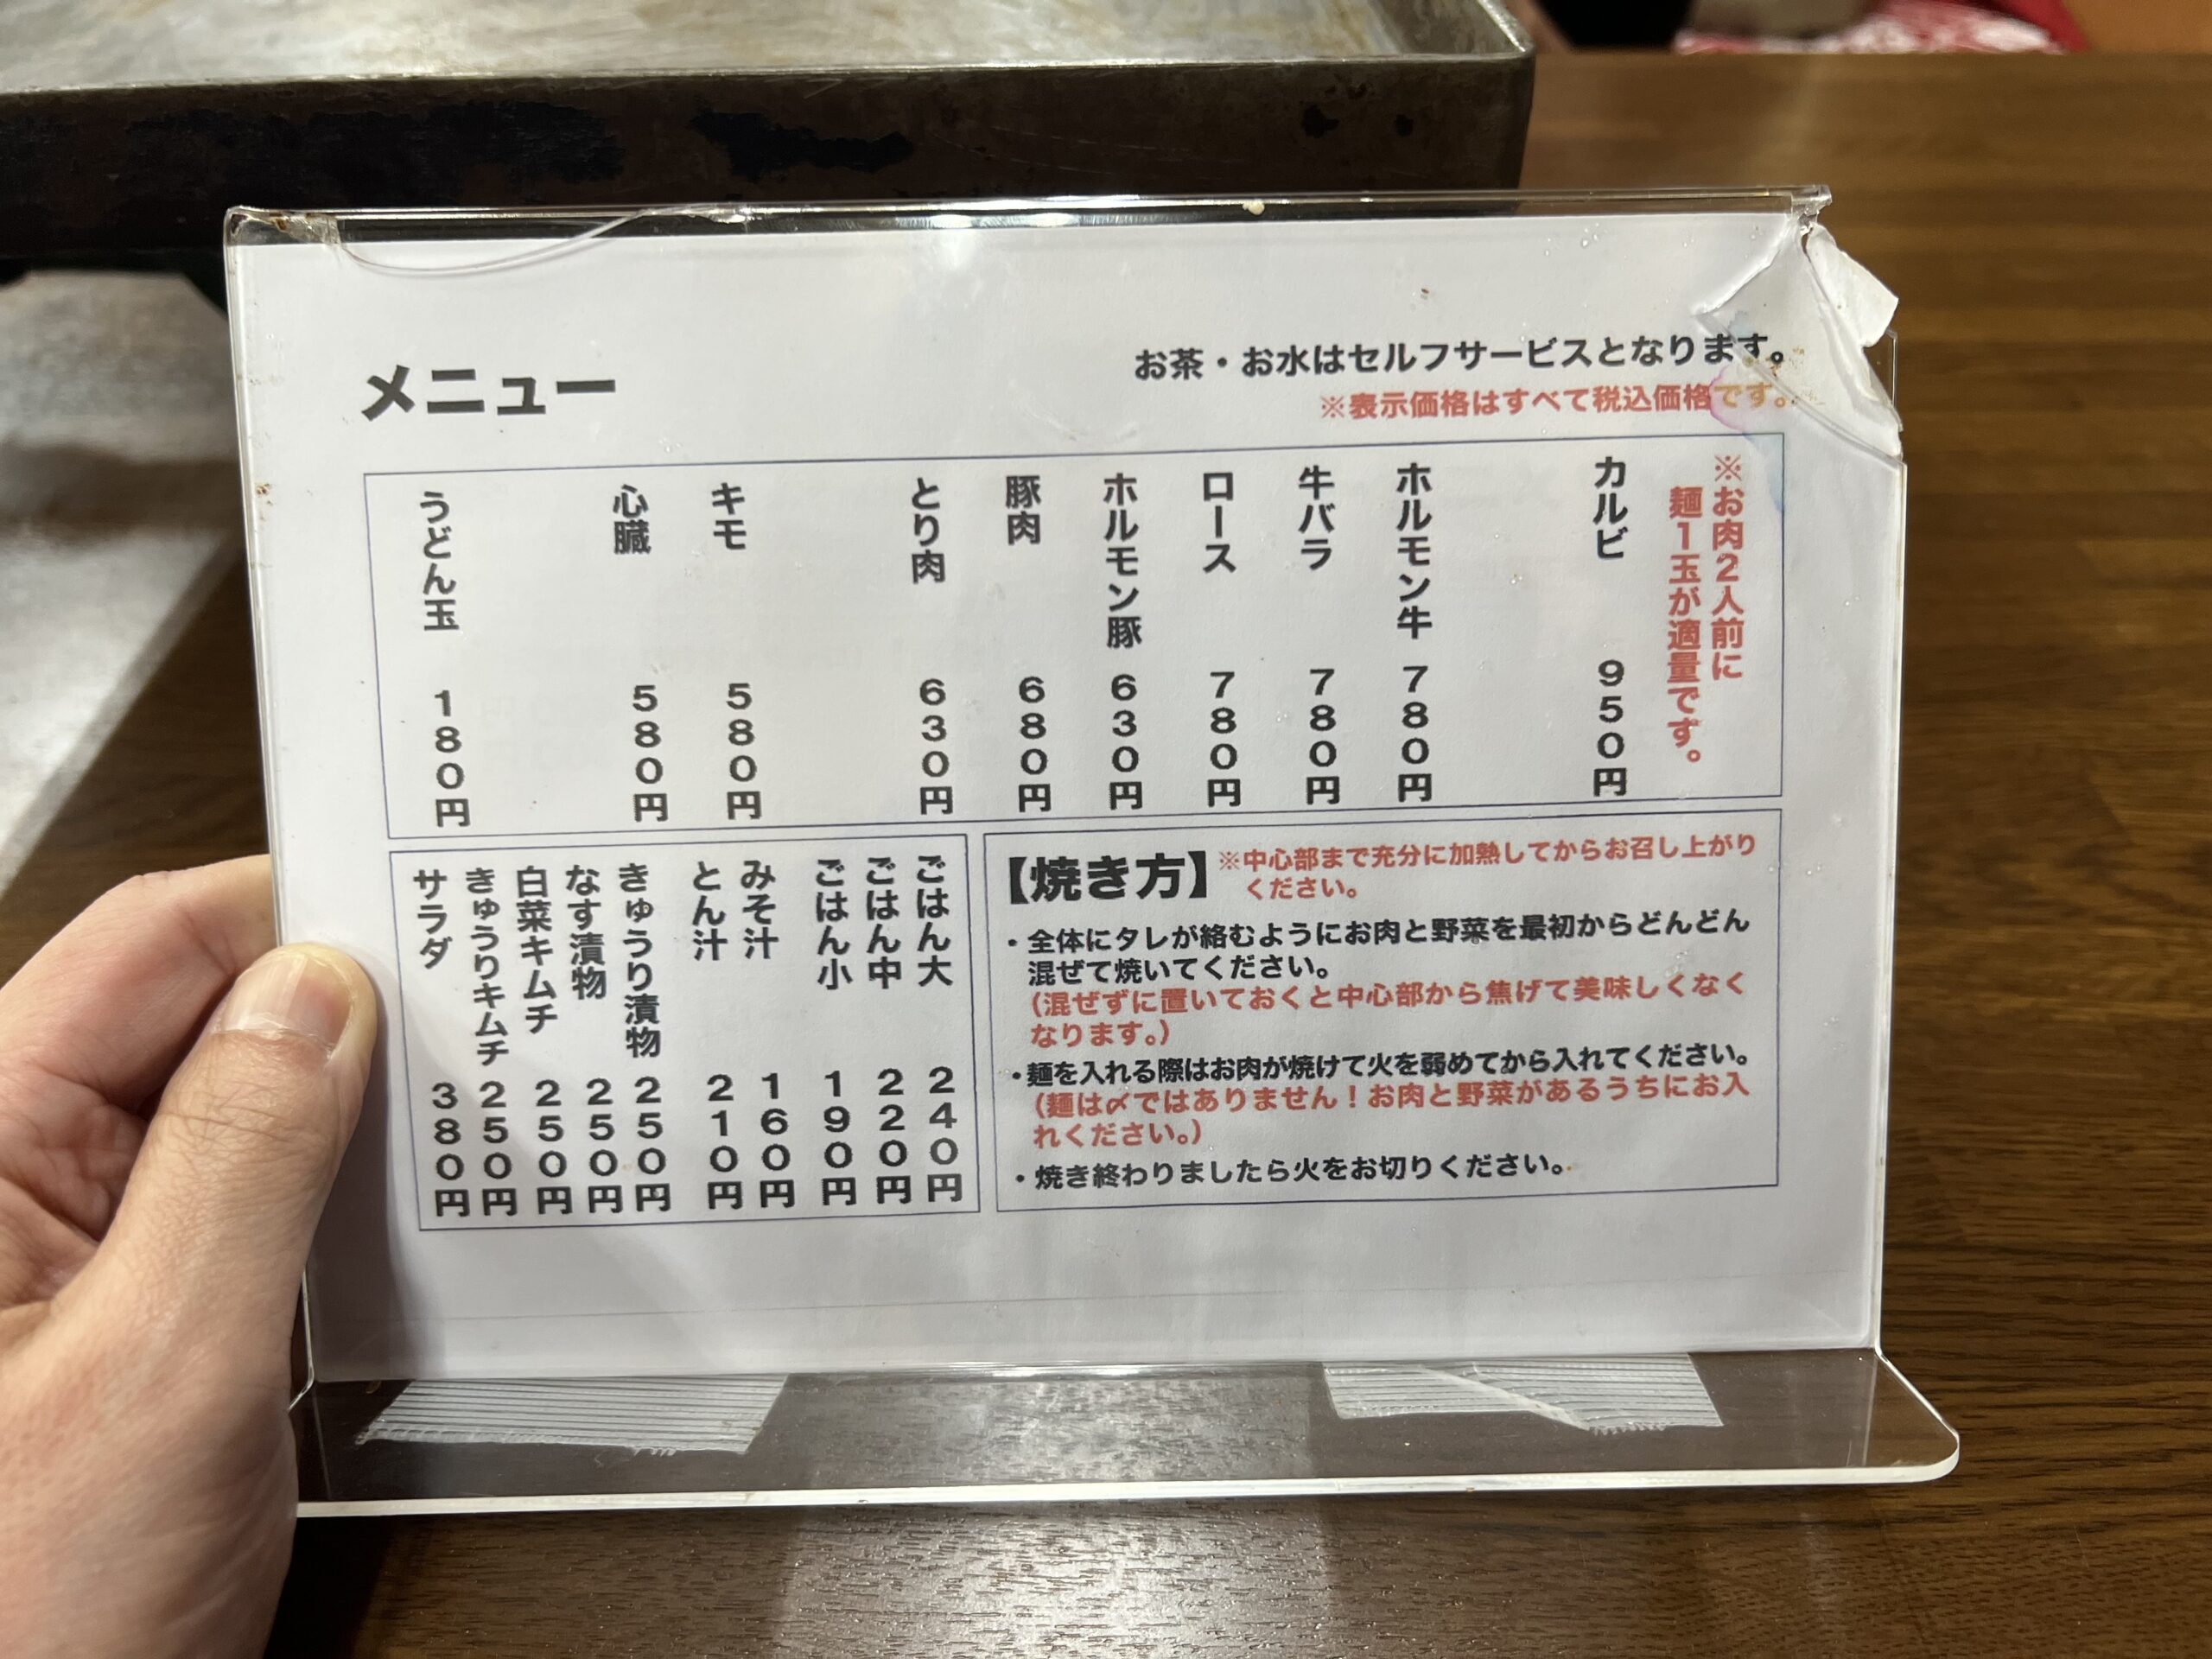 メニュー
お茶・お水はセルフサービスとなります。
※表示価格はすべて税込価格です。
※お肉2人前に
麺1玉が適量です。
カルビ 950円
ホルモン牛 780円
牛バラ 780円
ロース 780円
ホルモン豚 630円
豚肉 680円
とり肉 630円
キモ 580円
心臓 580円
うどん玉 180円
【焼き方】
※中心部まで充分に加熱してからお召し上がり
ください。
・全体にタレが絡むようにお肉と野菜を最初からどんどん
混ぜて焼いてください。
（混ぜずに置いておくと中心部から焦げて美味しくなく
なります。）
・麺を入れる際はお肉が焼けて火を弱めてから入れてください。
（麺は〆ではありません！お肉と野菜があるうちにお入
れください。）
・焼き終わりましたら火をお切りください。
ごはん大 240円
ごはん中 220円
ごはん小 190円
みそ汁 160円
とん汁 210円
きゅうり漬物 250円
なす漬物 250円
白菜キムチ 250円
きゅうりキムチ 250円
サラダ 380円